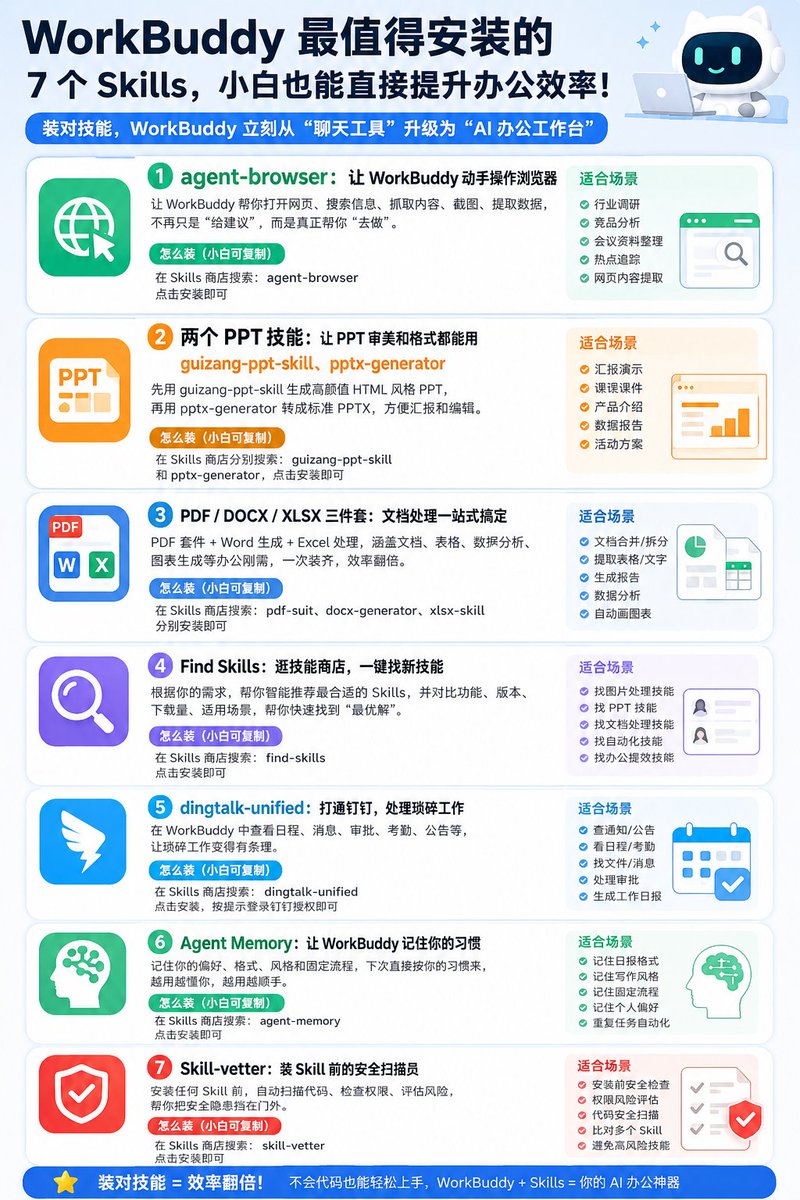 WorkBuddy 最值得安装的
7 个 Skills，小白也能直接提升办公效率！
装对技能，WorkBuddy 立刻从“聊天工具”升级为“AI 办公工作台”
1 agent-browser：让 WorkBuddy 动手操作浏览器
让 WorkBuddy 帮你打开网页、搜索信息、抓取内容、截图、提取数据，
不再只是“给建议”，而是真正帮你“去做”。
怎么装（小白可复制）
在 Skills 商店搜索：agent-browser
点击安装即可
适合场景
行业调研
竞品分析
会议资料整理
热点追踪
网页内容提取
PPT
2 两个 PPT 技能：让 PPT 审美和格式都能用
guizang-ppt-skill、pptx-generator
先用 guizang-ppt-skill 生成高颜值 HTML 风格 PPT，
再用 pptx-generator 转成标准 PPTX，方便汇报和编辑。
怎么装（小白可复制）
在 Skills 商店分别搜索：guizang-ppt-skill
和 pptx-generator，点击安装即可
适合场景
汇报演示
课课课件
产品介绍
数据报告
活动方案
PDF
W X
3 PDF / DOCX / XLSX 三件套：文档处理一站式搞定
PDF 套件 + Word 生成 + Excel 处理，涵盖文档、表格、数据分析、
图表生成等办公刚需，一次装齐，效率翻倍。
怎么装（小白可复制）
在 Skills 商店搜索：pdf-suit、docx-generator、xlsx-skill
分别安装即可
适合场景
文档合并/拆分
提取表格/文字
生成报告
数据分析
自动画图表
4 Find Skills：逛技能商店，一键找新技能
根据你的需求，帮你智能推荐最合适的 Skills，并对比功能、版本、
下载量、适用场景，帮你快速找到“最优解”。
怎么装（小白可复制）
在 Skills 商店搜索：find-skills
点击安装即可
适合场景
找图片处理技能
找 PPT 技能
找文档处理技能
找自动化技能
找办公提效技能
5 dingtalk-unified：打通钉钉，处理琐碎工作
在 WorkBuddy 中查看日程、消息、审批、考勤、公告等，
让琐碎工作变得有条理。
怎么装（小白可复制）
在 Skills 商店搜索：dingtalk-unified
点击安装，按提示登录钉钉授权即可
适合场景
查通知/公告
看日程/考勤
找文件/消息
处理审批
生成工作日报
6 Agent Memory：让 WorkBuddy 记住你的习惯
记住你的偏好、格式、风格和固定流程，下次直接按你的习惯来，
越用越懂你，越用越顺手。
怎么装（小白可复制）
在 Skills 商店搜索：agent-memory
点击安装即可
适合场景
记住日报格式
记住写作风格
记住固定流程
记住个人偏好
重复任务自动化
7 Skill-vetter：装 Skill 前的安全扫描员
安装任何 Skill 前，自动扫描代码、检查权限、评估风险，
帮你把安全隐患挡在门外。
怎么装（小白可复制）
在 Skills 商店搜索：skill-vetter
点击安装即可
适合场景
安装前安全检查
权限风险评估
代码安全扫描
比对多个 Skill
避免高风险技能
装对技能 = 效率翻倍！ 不会代码也能轻松上手，WorkBuddy + Skills = 你的 AI 办公神器